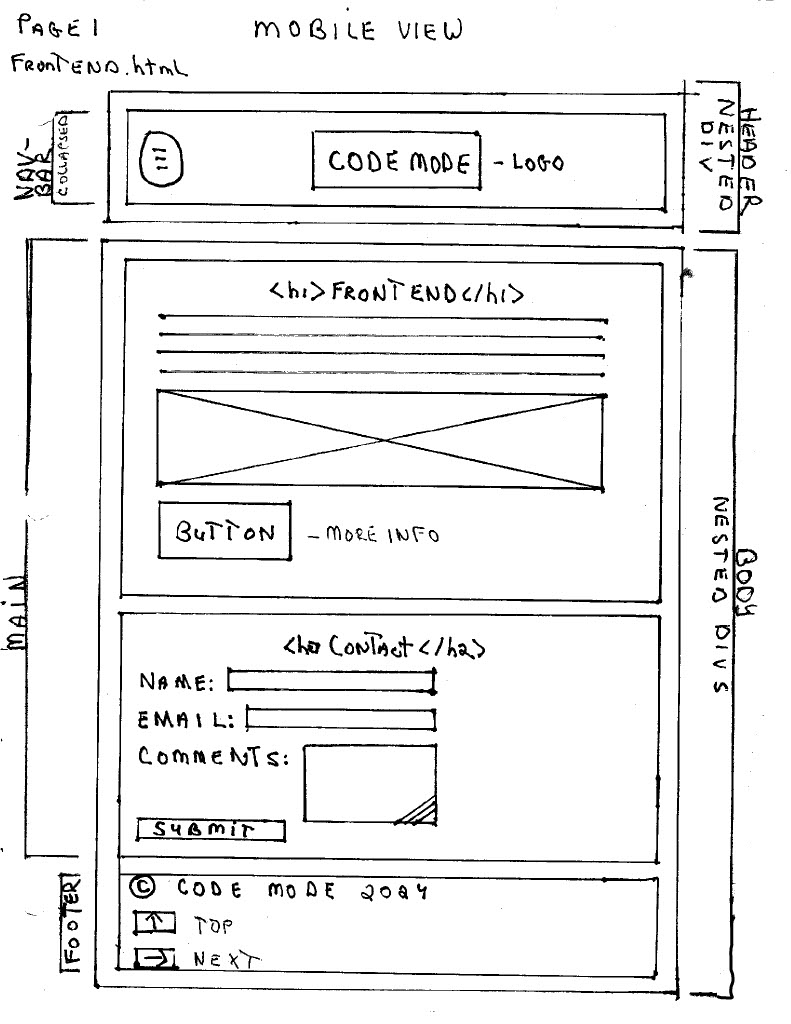 PAGE 1
MOBILE VIEW
FRONTEND.html
NAV-BAR
COLLAPSED
CODE MODE
- LOGO
HEADER
NESTED DIV
<h1>FRONTEND</h1>
BUTTON
- MORE INFO
MAIN
BODY
NESTED DIVS
CONTACT </h2>
NAME:
EMAIL:
COMMENTS:
SUBMIT
FOOTER
© CODE MODE 2024
↑ TOP
→ NEXT